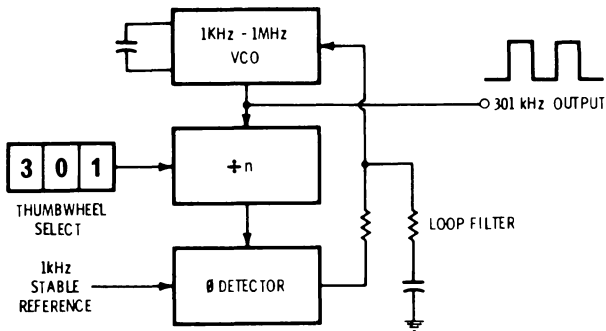 1KHz - 1MHz
VCO
301 kHz OUTPUT
÷n
3 0 1
THUMBWHEEL
SELECT
LOOP FILTER
1kHz
STABLE
REFERENCE
Ø DETECTOR